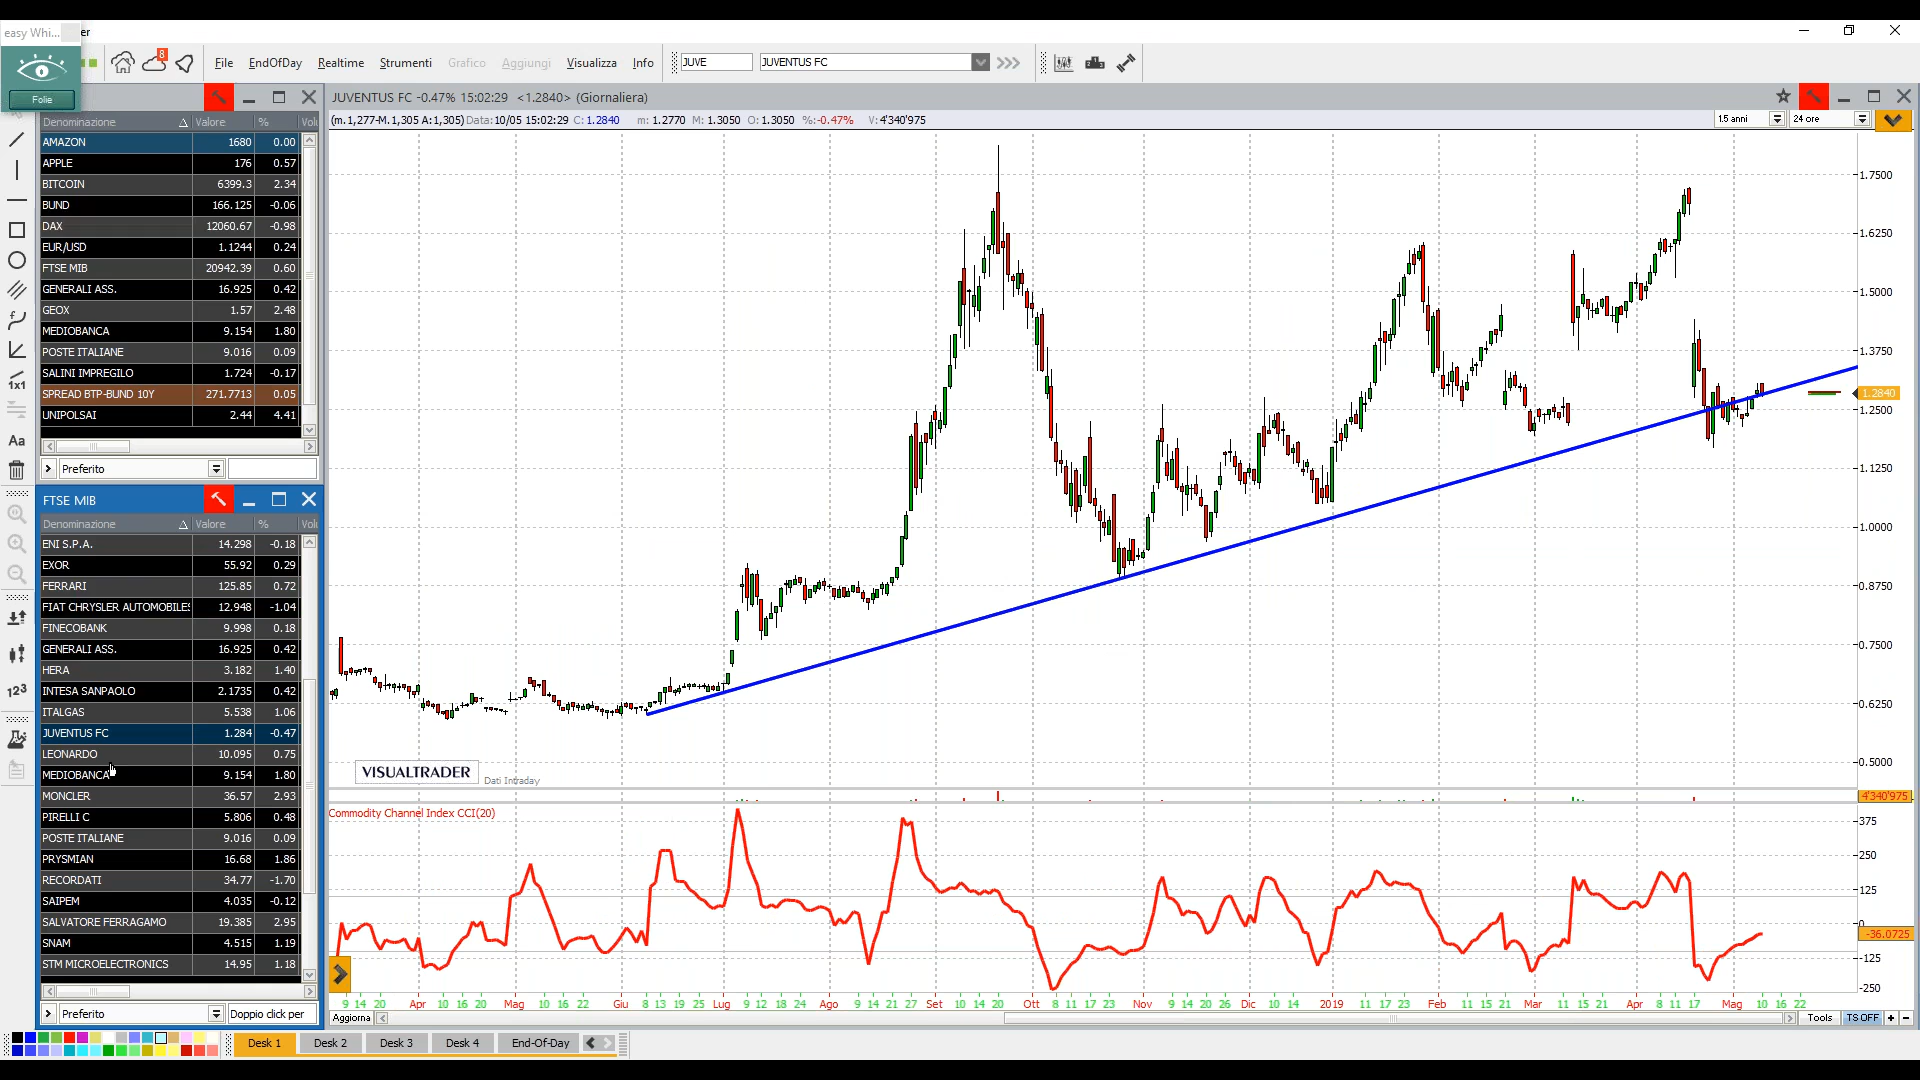 easy Whi... er
File EndOfDay Realtime Strumenti Grafico Aggiungi Visualizza Info JUVE JUVENTUS FC
8
Folie
JUVENTUS FC -0.47% 15:02:29 <1.2840> (Giornaliera)
(m.1,277-M.1,305 A:1,305) Data:10/05 15:02:29 C:1.2840 m: 1.2770 M: 1.3050 O: 1.3050 %:-0.47% V: 4'340'975
15 anni 24 ore
Denominazione Valore % Volu
AMAZON 1680 0.00
APPLE 176 0.57
BITCOIN 6399.3 2.34
BUND 166.125 -0.06
DAX 12060.67 -0.98
EUR/USD 1.1244 0.24
FTSE MIB 20942.39 0.60
GENERALI ASS. 16.925 0.42
GEOX 1.57 2.48
MEDIOBANCA 9.154 1.80
POSTE ITALIANE 9.016 0.09
SALINI IMPREGILO 1.724 -0.17
SPREAD BTP-BUND 10Y 271.7713 0.05
UNIPOLSAI 2.44 4.41
1x1
Aa
Preferito
FTSE MIB
Denominazione Valore % Volu
ENI S.P.A. 14.298 -0.18
EXOR 55.92 0.29
FERRARI 125.85 0.72
FIAT CHRYSLER AUTOMOBILES 12.948 -1.04
FINECOBANK 9.998 0.18
GENERALI ASS. 16.925 0.42
HERA 3.182 1.40
INTESA SANPAOLO 2.1735 0.42
ITALGAS 5.538 1.06
JUVENTUS FC 1.284 -0.47
LEONARDO 10.095 0.75
MEDIOBANCA 9.154 1.80
MONCLER 36.57 2.93
PIRELLI C 5.806 0.48
POSTE ITALIANE 9.016 0.09
PRYSMIAN 16.68 1.86
RECORDATI 34.77 -1.70
SAIPEM 4.035 -0.12
SALVATORE FERRAGAMO 19.385 2.95
SNAM 4.515 1.19
STM MICROELECTRONICS 14.95 1.18
123
Preferito Doppio click per
1.7500
1.6250
1.5000
1.3750
1.2840
1.2500
1.1250
1.0000
0.8750
0.7500
0.6250
0.5000
VISUALTRADER Dati Intraday
4'340'975
Commodity Channel Index CCI(20)
375
250
125
0
-36.0725
-125
-250
9 14 20 Apr 10 16 20 Mag 10 16 22 Giu 8 13 19 25 Lug 9 12 18 24 Ago 9 14 21 27 Set 10 14 20 Ott 5 11 17 23 Nov 9 14 20 26 Dic 10 14 2019 11 17 23 Feb 11 15 21 Mar 11 15 21 Apr 8 11 17 Mag 10 16 22
Aggiorna Tools TS OFF + -
Desk 1 Desk 2 Desk 3 Desk 4 End-Of-Day